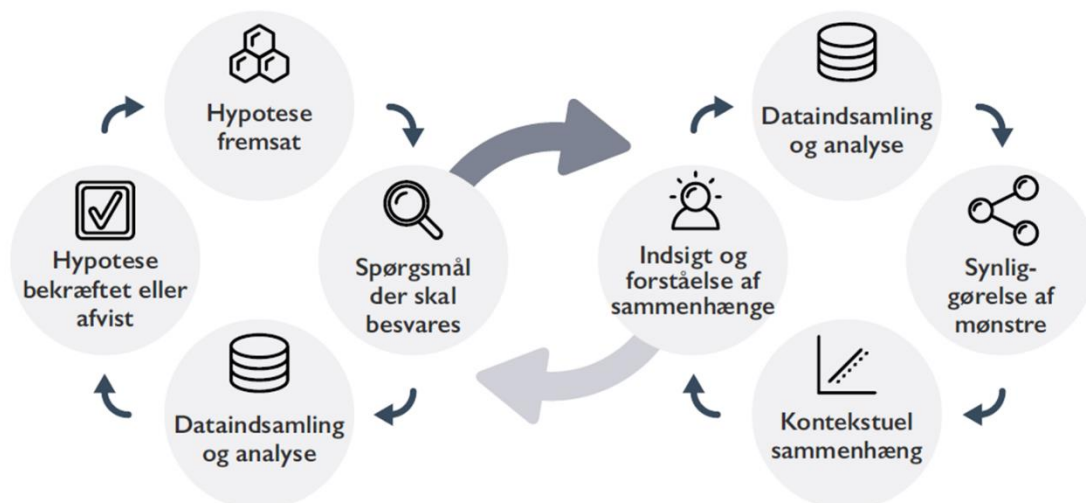 Hypotese
fremsat
Spørgsmål
der skal
besvares
Dataindsamling
og analyse
Hypotese
bekræftet eller
afvist
Dataindsamling
og analyse
Synlig-
gørelse af
mønstre
Kontekstuel
sammenhæng
Indsigt og
forståelse af
sammenhænge